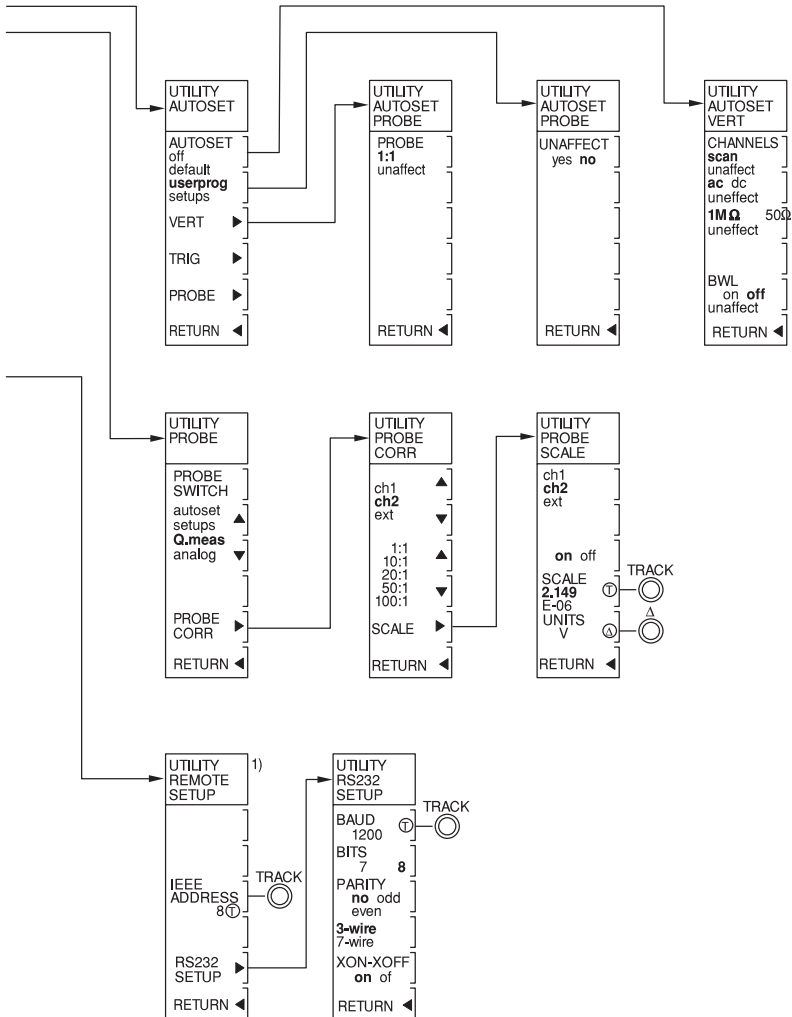 UTILITY
AUTOSET
AUTOSET
off
default
userprog
setups
VERT ▶
TRIG ▶
PROBE ▶
RETURN ◀
UTILITY
AUTOSET
PROBE
PROBE
1:1
unaffect
RETURN ◀
UTILITY
AUTOSET
PROBE
UNAFFECT
yes no
RETURN ◀
UTILITY
AUTOSET
VERT
CHANNELS
scan
unaffect
ac dc
uneffect
1MΩ 50Ω
uneffect
BWL
on off
unaffect
RETURN ◀
UTILITY
PROBE
PROBE
SWITCH
autoset
setups ▲
Q.meas
analog ▼
PROBE
CORR ▶
RETURN ◀
UTILITY
PROBE
CORR
ch1 ▲
ch2
ext ▼
1:1 ▲
10:1
20:1
50:1 ▼
100:1
SCALE ▶
RETURN ◀
UTILITY
PROBE
SCALE
ch1
ch2
ext
on off
SCALE
2.149 T TRACK
E-06
UNITS
V Δ Δ
RETURN ◀
UTILITY 1)
REMOTE
SETUP
IEEE
ADDRESS TRACK
8 T
RS232
SETUP ▶
RETURN ◀
UTILITY
RS232
SETUP
BAUD T TRACK
1200
BITS
7 8
PARITY
no odd
even
3-wire
7-wire
XON-XOFF
on of
RETURN ◀